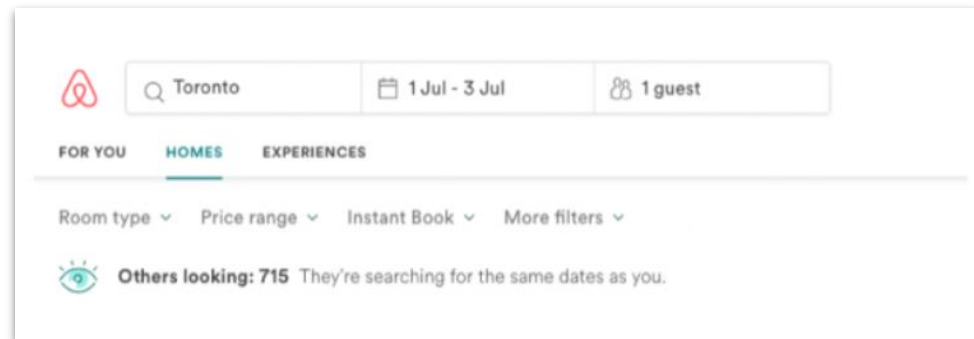 Toronto 1 Jul - 3 Jul 1 guest
FOR YOU HOMES EXPERIENCES
Room type Price range Instant Book More filters
Others looking: 715 They're searching for the same dates as you.